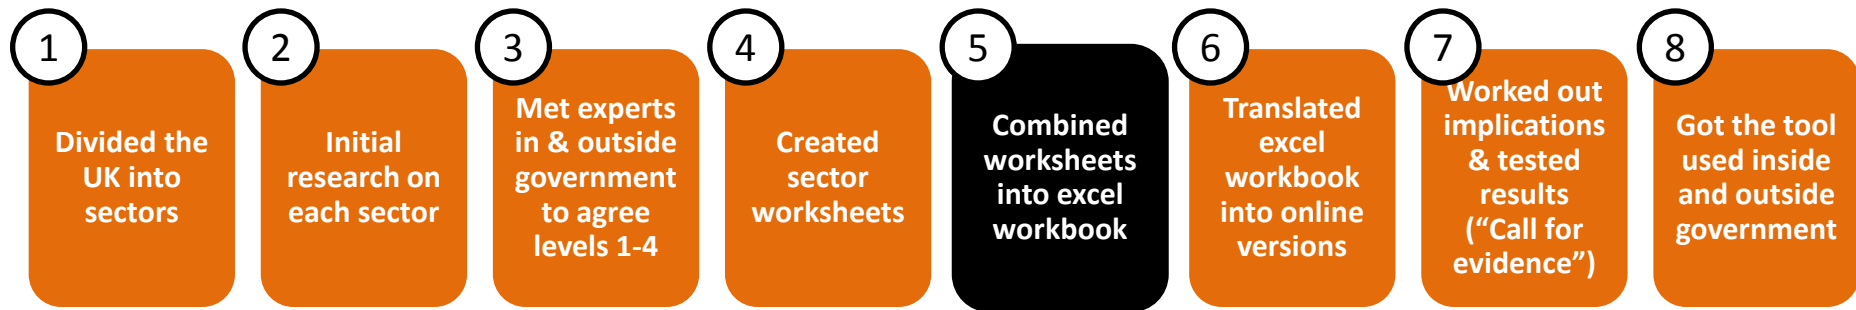 1
Divided the
UK into
sectors
2
Initial
research on
each sector
3
Met experts
in & outside
government
to agree
levels 1-4
4
Created
sector
worksheets
5
Combined
worksheets
into excel
workbook
6
Translated
excel
workbook
into online
versions
7
Worked out
implications
& tested
results
(“Call for
evidence”)
8
Got the tool
used inside
and outside
government